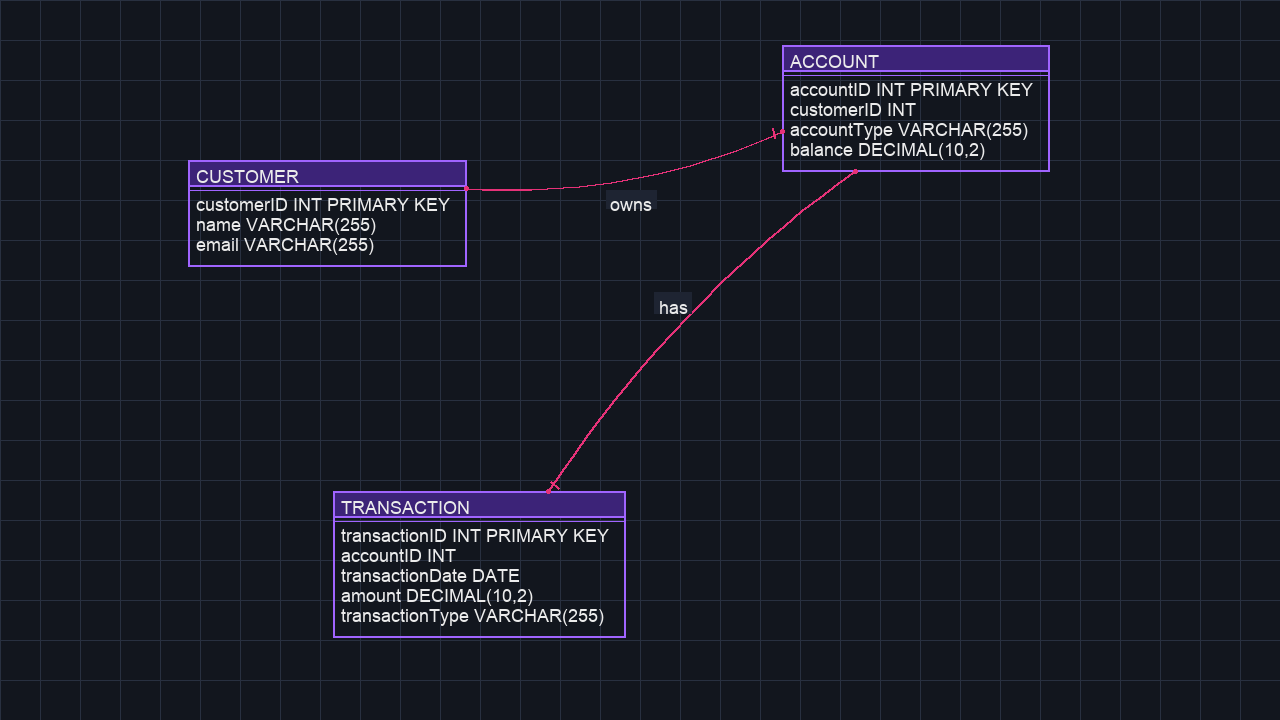 ACCOUNT
accountID INT PRIMARY KEY
customerID INT
accountType VARCHAR(255)
balance DECIMAL(10,2)
CUSTOMER
customerID INT PRIMARY KEY
name VARCHAR(255)
email VARCHAR(255)
owns
has
TRANSACTION
transactionID INT PRIMARY KEY
accountID INT
transactionDate DATE
amount DECIMAL(10,2)
transactionType VARCHAR(255)